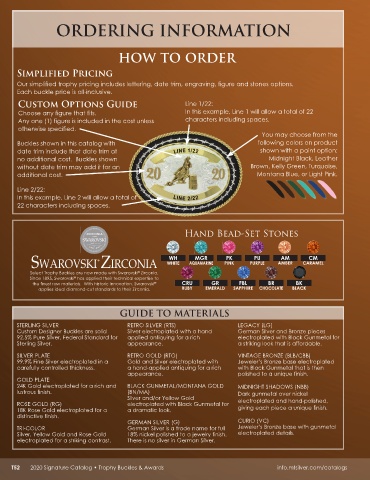 ORDERING INFORMATION
HOW TO ORDER
SIMPLIFIED PRICING
Our simplified trophy pricing includes lettering, date trim, engraving, figure and stones options.
Each buckle price is all-inclusive.
CUSTOM OPTIONS GUIDE
Choose any figure that fits.
Any one (1) figure is included in the cost unless
otherwise specified.
Buckles shown in this catalog with
date trim include that date trim at
no additional cost. Buckles shown
without date trim may add it for an
additional cost.
Line 2/22:
In this example, Line 2 will allow a total of
22 characters including spaces.
Line 1/22:
In this example, Line 1 will allow a total of 22
characters including spaces.
You may choose from the
following colors on product
shown with a paint option:
Midnight Black, Leather
Brown, Kelly Green, Turquoise,
Montana Blue, or Light Pink.
LINE 1/22
20 20
LINE 2/22
HAND BEAD-SET STONES
SWAROVSKI
SWAROVSKI ZIRCONIA
Select Trophy Buckles are now made with Swarovski® Zirconia.
Since 1895, Swarovski® has applied their technical expertise to
the finest raw materials. With historic innovation, Swarovski®
applies ideal diamond-cut standards to their Zirconia.
WH MGR PK PU AM CM
WHITE AQUAMARINE PINK PURPLE AMBER CARAMEL
CRU GR FBL BR BK
RUBY EMERALD SAPPHIRE CHOCOLATE BLACK
GUIDE TO MATERIALS
STERLING SILVER
Custom Designer Buckles are solid
92.5% Pure Silver, Federal Standard for
Sterling Silver.
SILVER PLATE
99.9% Fine Silver electroplated in a
carefully controlled thickness.
GOLD PLATE
24K Gold electroplated for a rich and
lustrous finish.
ROSE GOLD (RG)
18K Rose Gold electroplated for a
distinctive finish.
TRI-COLOR
Silver, Yellow Gold and Rose Gold
electroplated for a striking contrast.
RETRO SILVER (RTS)
Silver electroplated with a hand
applied antiquing for a rich
appearance.
RETRO GOLD (RTG)
Gold and Silver electroplated with
a hand-applied antiquing for a rich
appearance.
BLACK GUNMETAL/MONTANA GOLD
(BN/MA)
Silver and/or Yellow Gold
electroplated with Black Gunmetal for
a dramatic look.
GERMAN SILVER (G)
German Silver is a trade name for full
18% nickel polished to a jewelry finish.
There is no silver in German Silver.
LEGACY (LG)
German Silver and Bronze pieces
electroplated with Black Gunmetal for
a striking look that is affordable.
VINTAGE BRONZE (BLB/CBB)
Jeweler's Bronze base electroplated
with Black Gunmetal that is then
polished to a unique finish.
MIDNIGHT SHADOWS (NBB)
Dark gunmetal over nickel
electroplated and hand-polished,
giving each piece a unique finish.
CURIO (VC)
Jeweler's Bronze base with gunmetal
electroplated details.
T52 2020 Signature Catalog • Trophy Buckles & Awards info.mtsilver.com/catalogs